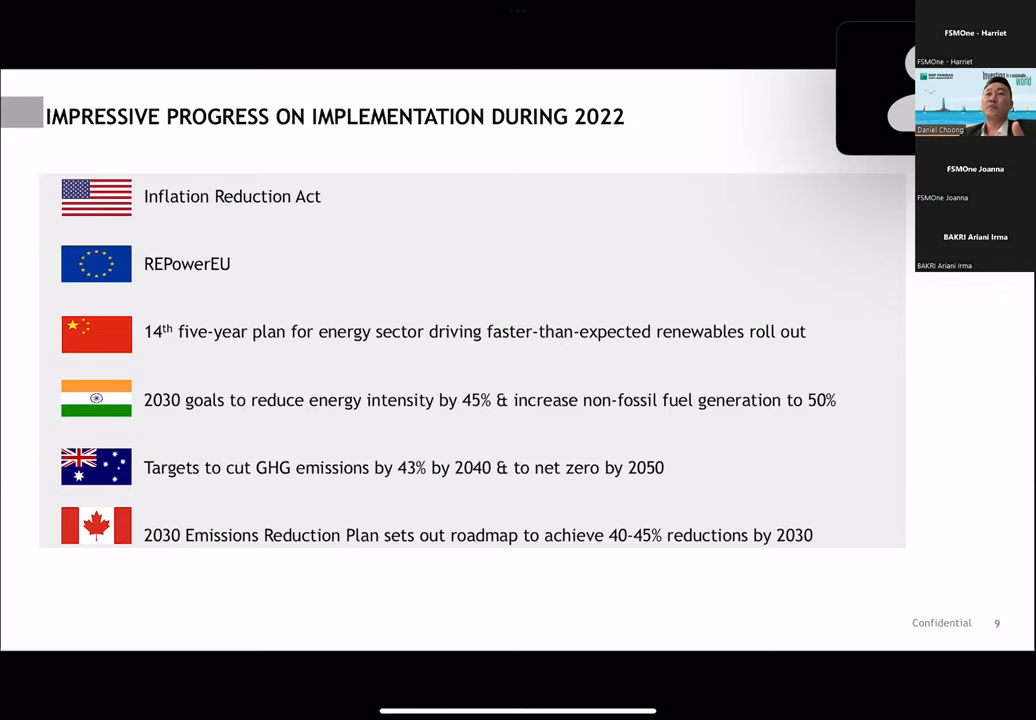 FSMOne - Harriet
FSMOne - Harriet
BNP PARIBAS
Daniel Choong
FSMOne Joanna
FSMOne Joanna
BAKRI Ariani Irma
BAKRI Ariani Irma
IMPRESSIVE PROGRESS ON IMPLEMENTATION DURING 2022
Inflation Reduction Act
REPowerEU
14th five-year plan for energy sector driving faster-than-expected renewables roll out
2030 goals to reduce energy intensity by 45% & increase non-fossil fuel generation to 50%
Targets to cut GHG emissions by 43% by 2040 & to net zero by 2050
2030 Emissions Reduction Plan sets out roadmap to achieve 40-45% reductions by 2030
Confidential 9